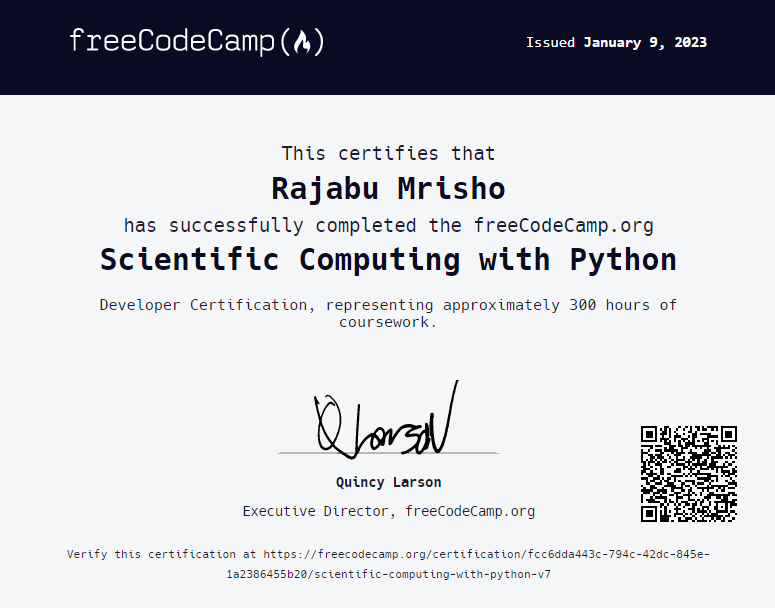 freeCodeCamp
Issued January 9, 2023
This certifies that
Rajabu Mrisho
has successfully completed the freeCodeCamp.org
Scientific Computing with Python
Developer Certification, representing approximately 300 hours of
coursework.
Q Larson
Quincy Larson
Executive Director, freeCodeCamp.org
Verify this certification at https://freecodecamp.org/certification/fcc6dda443c-794c-42dc-845e-
1a2386455b20/scientific-computing-with-python-v7